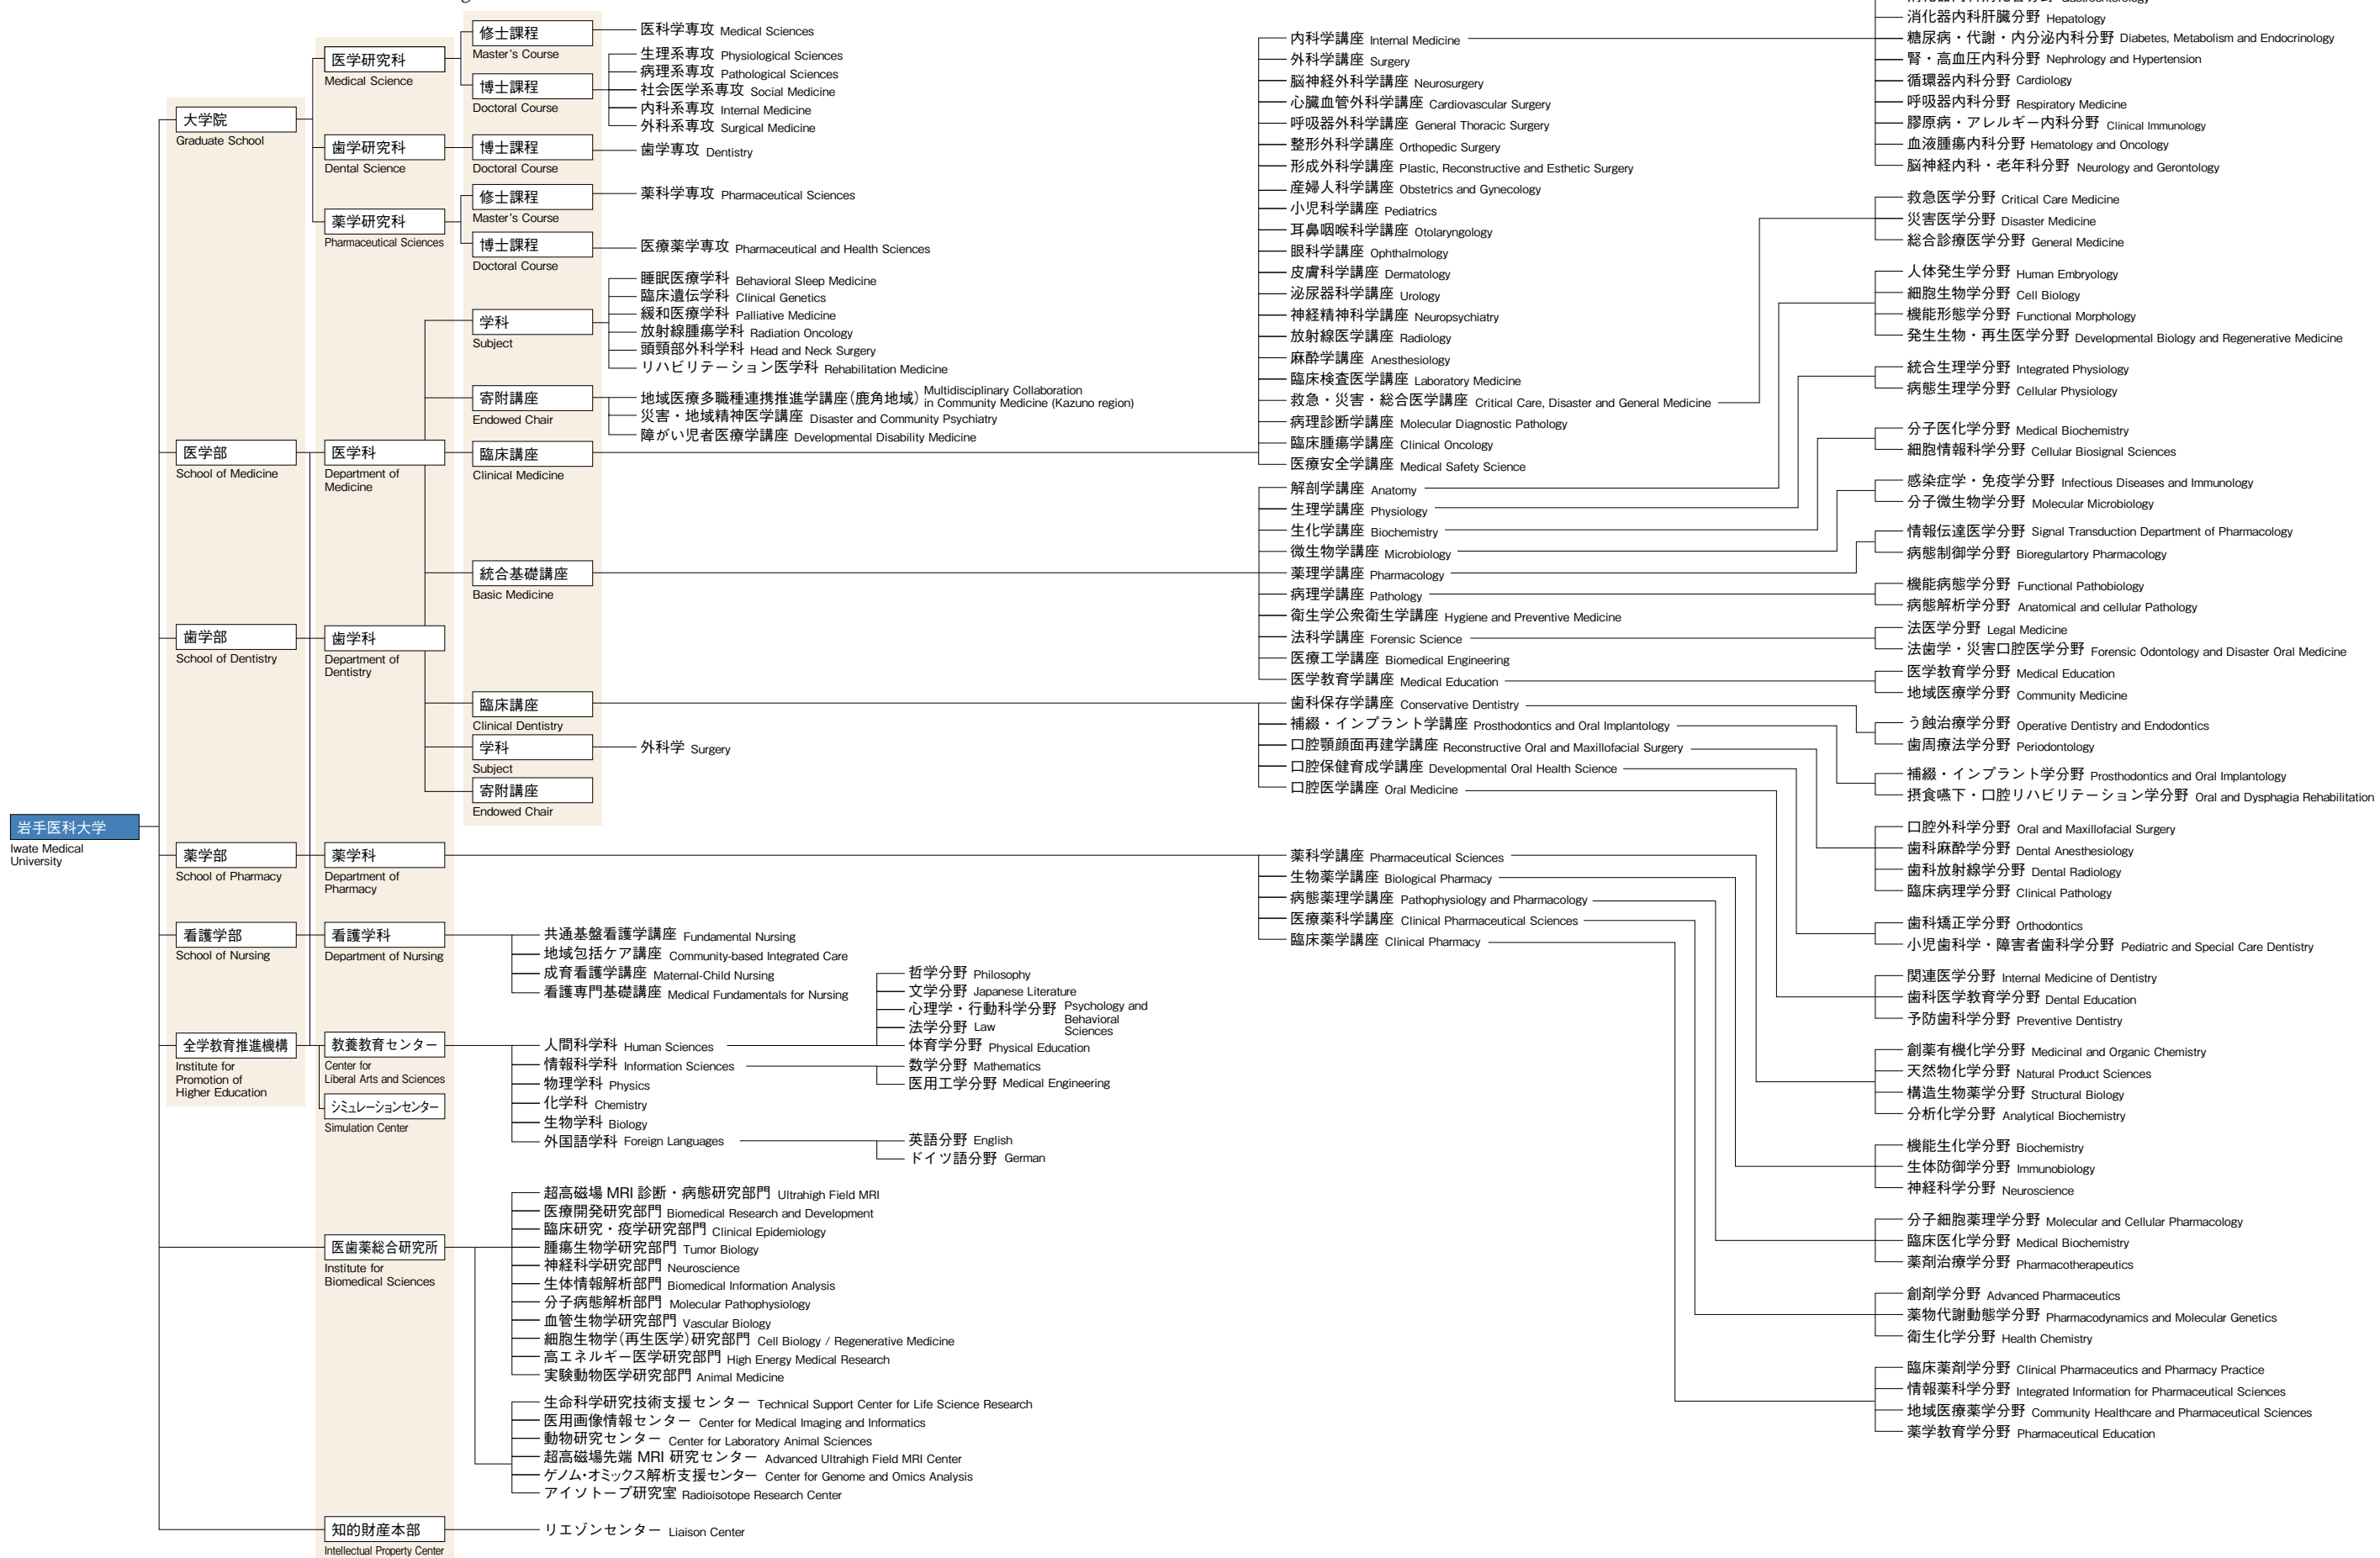 修士課程
Master's Course
医科学専攻 Medical Sciences
医学研究科
Medical Science
生理系専攻 Physiological Sciences
病理系専攻 Pathological Sciences
博士課程
Doctoral Course
社会医学系専攻 Social Medicine
内科系専攻 Internal Medicine
外科系専攻 Surgical Medicine
大学院
Graduate School
歯学研究科
Dental Science
博士課程
Doctoral Course
歯学専攻 Dentistry
修士課程
Master's Course
薬科学専攻 Pharmaceutical Sciences
薬学研究科
Pharmaceutical Sciences
博士課程
Doctoral Course
医療薬学専攻 Pharmaceutical and Health Sciences
学科
Subject
睡眠医療学科 Behavioral Sleep Medicine
臨床遺伝学科 Clinical Genetics
緩和医療学科 Palliative Medicine
放射線腫瘍学科 Radiation Oncology
頭頸部外科学科 Head and Neck Surgery
リハビリテーション医学科 Rehabilitation Medicine
寄附講座
Endowed Chair
地域医療多職種連携推進学講座(鹿角地域) Multidisciplinary Collaboration
in Community Medicine (Kazuno region)
災害・地域精神医学講座 Disaster and Community Psychiatry
障がい児者医療学講座 Developmental Disability Medicine
医学部
School of Medicine
医学科
Department of
Medicine
臨床講座
Clinical Medicine
統合基礎講座
Basic Medicine
歯学部
School of Dentistry
歯学科
Department of
Dentistry
臨床講座
Clinical Dentistry
学科
Subject
外科学 Surgery
寄附講座
Endowed Chair
岩手医科大学
Iwate Medical
University
薬学部
School of Pharmacy
薬学科
Department of
Pharmacy
看護学部
School of Nursing
看護学科
Department of Nursing
共通基盤看護学講座 Fundamental Nursing
地域包括ケア講座 Community-based Integrated Care
成育看護学講座 Maternal-Child Nursing
看護専門基礎講座 Medical Fundamentals for Nursing
全学教育推進機構
Institute for
Promotion of
Higher Education
教養教育センター
Center for
Liberal Arts and Sciences
シミュレーションセンター
Simulation Center
人間科学科 Human Sciences
情報科学科 Information Sciences
物理学科 Physics
化学科 Chemistry
生物学科 Biology
外国語学科 Foreign Languages
哲学分野 Philosophy
文学分野 Japanese Literature
心理学・行動科学分野 Psychology and
Behavioral
Sciences
法学分野 Law
体育学分野 Physical Education
数学分野 Mathematics
医用工学分野 Medical Engineering
英語分野 English
ドイツ語分野 German
医歯薬総合研究所
Institute for
Biomedical Sciences
超高磁場 MRI 診断・病態研究部門 Ultrahigh Field MRI
医療開発研究部門 Biomedical Research and Development
臨床研究・疫学研究部門 Clinical Epidemiology
腫瘍生物学研究部門 Tumor Biology
神経科学研究部門 Neuroscience
生体情報解析部門 Biomedical Information Analysis
分子病態解析部門 Molecular Pathophysiology
血管生物学研究部門 Vascular Biology
細胞生物学(再生医学)研究部門 Cell Biology / Regenerative Medicine
高エネルギー医学研究部門 High Energy Medical Research
実験動物医学研究部門 Animal Medicine
生命科学研究技術支援センター Technical Support Center for Life Science Research
医用画像情報センター Center for Medical Imaging and Informatics
動物研究センター Center for Laboratory Animal Sciences
超高磁場先端 MRI 研究センター Advanced Ultrahigh Field MRI Center
ゲノム・オミックス解析支援センター Center for Genome and Omics Analysis
アイソトープ研究室 Radioisotope Research Center
知的財産本部
Intellectual Property Center
リエゾンセンター Liaison Center
内科学講座 Internal Medicine
外科学講座 Surgery
脳神経外科学講座 Neurosurgery
心臓血管外科学講座 Cardiovascular Surgery
呼吸器外科学講座 General Thoracic Surgery
整形外科学講座 Orthopedic Surgery
形成外科学講座 Plastic, Reconstructive and Esthetic Surgery
産婦人科学講座 Obstetrics and Gynecology
小児科学講座 Pediatrics
耳鼻咽喉科学講座 Otolaryngology
眼科学講座 Ophthalmology
皮膚科学講座 Dermatology
泌尿器科学講座 Urology
神経精神科学講座 Neuropsychiatry
放射線医学講座 Radiology
麻酔学講座 Anesthesiology
臨床検査医学講座 Laboratory Medicine
救急・災害・総合医学講座 Critical Care, Disaster and General Medicine
病理診断学講座 Molecular Diagnostic Pathology
臨床腫瘍学講座 Clinical Oncology
医療安全学講座 Medical Safety Science
解剖学講座 Anatomy
生理学講座 Physiology
生化学講座 Biochemistry
微生物学講座 Microbiology
薬理学講座 Pharmacology
病理学講座 Pathology
衛生学公衆衛生学講座 Hygiene and Preventive Medicine
法科学講座 Forensic Science
医療工学講座 Biomedical Engineering
医学教育学講座 Medical Education
歯科保存学講座 Conservative Dentistry
補綴・インプラント学講座 Prosthodontics and Oral Implantology
口腔顎顔面再建学講座 Reconstructive Oral and Maxillofacial Surgery
口腔保健育成学講座 Developmental Oral Health Science
口腔医学講座 Oral Medicine
薬科学講座 Pharmaceutical Sciences
生物薬学講座 Biological Pharmacy
病態薬理学講座 Pathophysiology and Pharmacology
医療薬科学講座 Clinical Pharmaceutical Sciences
臨床薬学講座 Clinical Pharmacy
消化器内科肝臓分野 Hepatology
糖尿病・代謝・内分泌内科分野 Diabetes, Metabolism and Endocrinology
腎・高血圧内科分野 Nephrology and Hypertension
循環器内科分野 Cardiology
呼吸器内科分野 Respiratory Medicine
膠原病・アレルギー内科分野 Clinical Immunology
血液腫瘍内科分野 Hematology and Oncology
脳神経内科・老年科分野 Neurology and Gerontology
救急医学分野 Critical Care Medicine
災害医学分野 Disaster Medicine
総合診療医学分野 General Medicine
人体発生学分野 Human Embryology
細胞生物学分野 Cell Biology
機能形態学分野 Functional Morphology
発生生物・再生医学分野 Developmental Biology and Regenerative Medicine
統合生理学分野 Integrated Physiology
病態生理学分野 Cellular Physiology
分子医化学分野 Medical Biochemistry
細胞情報科学分野 Cellular Biosignal Sciences
感染症学・免疫学分野 Infectious Diseases and Immunology
分子微生物学分野 Molecular Microbiology
情報伝達医学分野 Signal Transduction Department of Pharmacology
病態制御学分野 Bioregulartory Pharmacology
機能病態学分野 Functional Pathobiology
病態解析学分野 Anatomical and cellular Pathology
法医学分野 Legal Medicine
法歯学・災害口腔医学分野 Forensic Odontology and Disaster Oral Medicine
医学教育学分野 Medical Education
地域医療学分野 Community Medicine
う蝕治療学分野 Operative Dentistry and Endodontics
歯周療法学分野 Periodontology
補綴・インプラント学分野 Prosthodontics and Oral Implantology
摂食嚥下・口腔リハビリテーション学分野 Oral and Dysphagia Rehabilitation
口腔外科学分野 Oral and Maxillofacial Surgery
歯科麻酔学分野 Dental Anesthesiology
歯科放射線学分野 Dental Radiology
臨床病理学分野 Clinical Pathology
歯科矯正学分野 Orthodontics
小児歯科学・障害者歯科学分野 Pediatric and Special Care Dentistry
関連医学分野 Internal Medicine of Dentistry
歯科医学教育学分野 Dental Education
予防歯科学分野 Preventive Dentistry
創薬有機化学分野 Medicinal and Organic Chemistry
天然物化学分野 Natural Product Sciences
構造生物薬学分野 Structural Biology
分析化学分野 Analytical Biochemistry
機能生化学分野 Biochemistry
生体防御学分野 Immunobiology
神経科学分野 Neuroscience
分子細胞薬理学分野 Molecular and Cellular Pharmacology
臨床医化学分野 Medical Biochemistry
薬剤治療学分野 Pharmacotherapeutics
創剤学分野 Advanced Pharmaceutics
薬物代謝動態学分野 Pharmacodynamics and Molecular Genetics
衛生化学分野 Health Chemistry
臨床薬剤学分野 Clinical Pharmaceutics and Pharmacy Practice
情報薬科学分野 Integrated Information for Pharmaceutical Sciences
地域医療薬学分野 Community Healthcare and Pharmaceutical Sciences
薬学教育学分野 Pharmaceutical Education